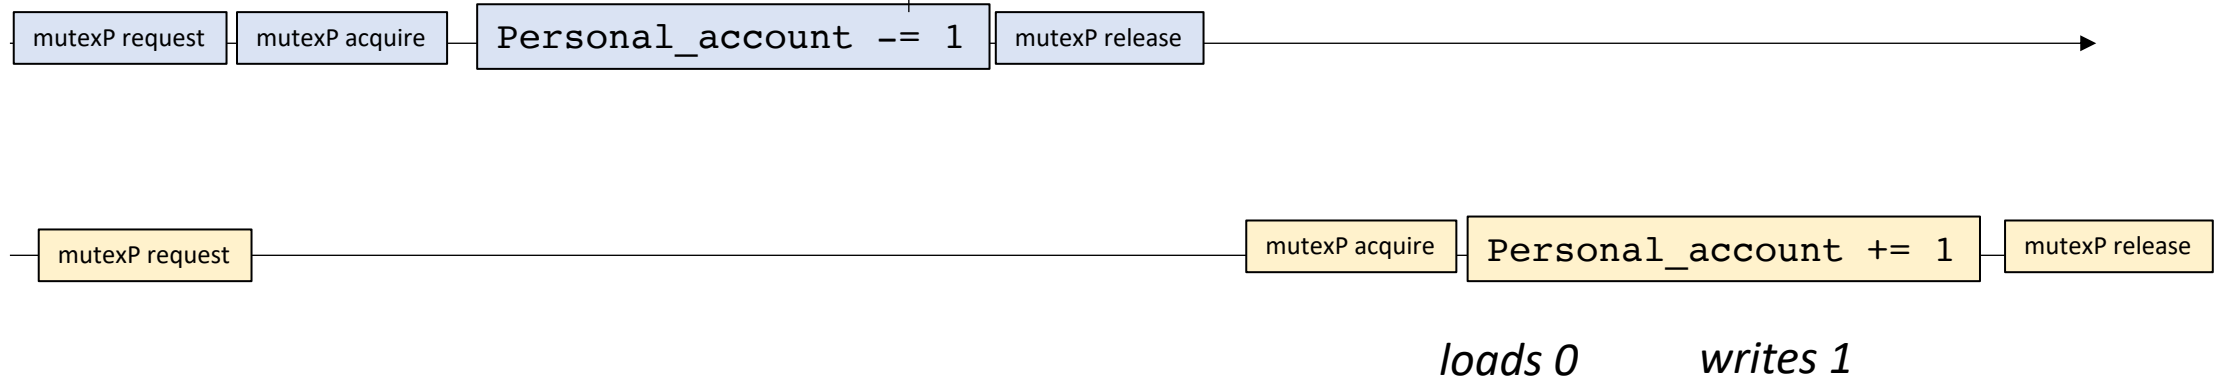 mutexP request mutexP acquire Personal_account -= 1 mutexP release
mutexP request mutexP acquire Personal_account += 1 mutexP release
loads 0 writes 1